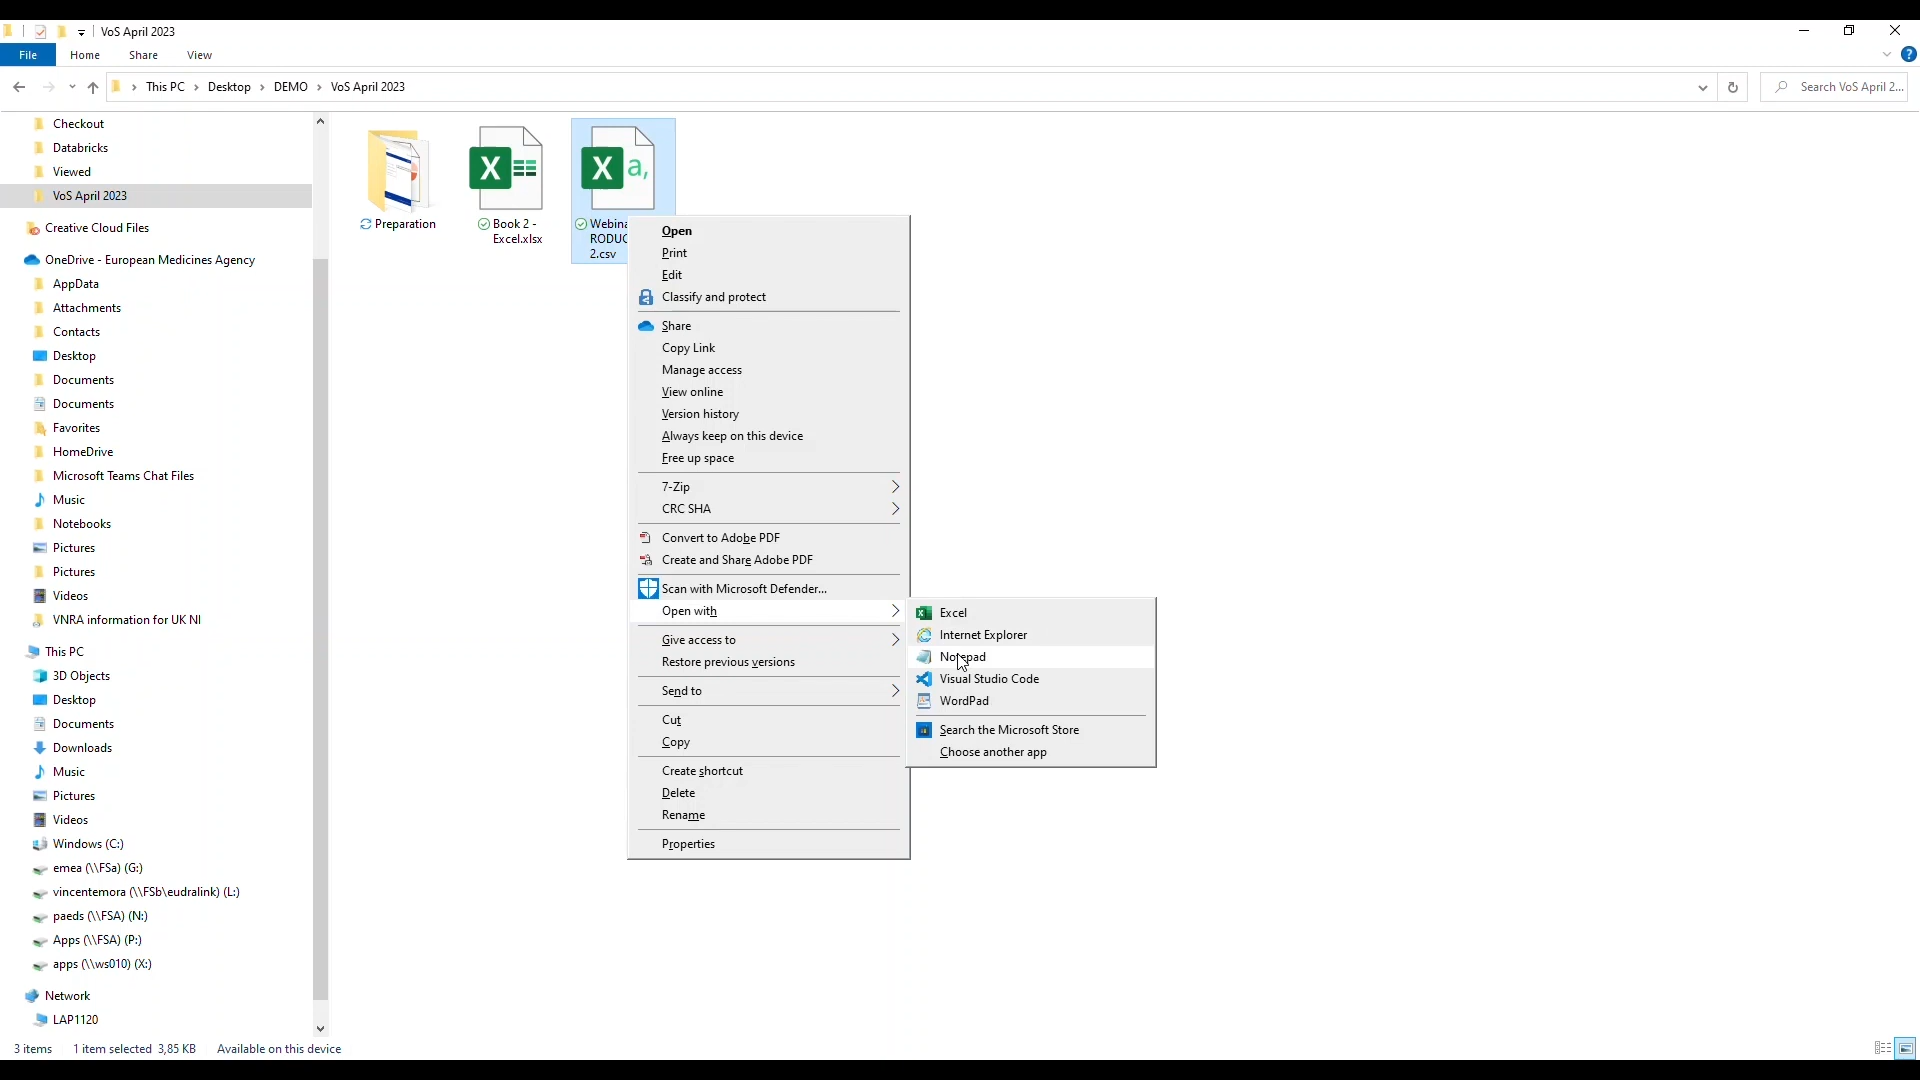 VoS April 2023
File Home Share View
This PC Desktop DEMO VoS April 2023
Search VoS April 2...
Checkout
Databricks
Viewed
VoS April 2023
Creative Cloud Files
OneDrive - European Medicines Agency
AppData
Attachments
Contacts
Desktop
Documents
Documents
Favorites
HomeDrive
Microsoft Teams Chat Files
Music
Notebooks
Pictures
Pictures
Videos
VNRA information for UK NI
This PC
3D Objects
Desktop
Documents
Downloads
Music
Pictures
Videos
Windows (C:)
emea (\\FSa) (G:)
vincentemora (\\FSb\eudralink) (L:)
paeds (\\FSA) (N:)
Apps (\\FSA) (P:)
apps (\\ws010) (X:)
Network
LAP1120
Preparation
Book 2 -
Excel.xlsx
2.csv
Open
Print
Edit
Classify and protect
Share
Copy Link
Manage access
View online
Version history
Always keep on this device
Free up space
7-Zip
CRC SHA
Convert to Adobe PDF
Create and Share Adobe PDF
Scan with Microsoft Defender...
Open with
Give access to
Restore previous versions
Send to
Cut
Copy
Create shortcut
Delete
Rename
Properties
Excel
Internet Explorer
Notepad
Visual Studio Code
WordPad
Search the Microsoft Store
Choose another app
3 items 1 item selected 3,85 KB Available on this device